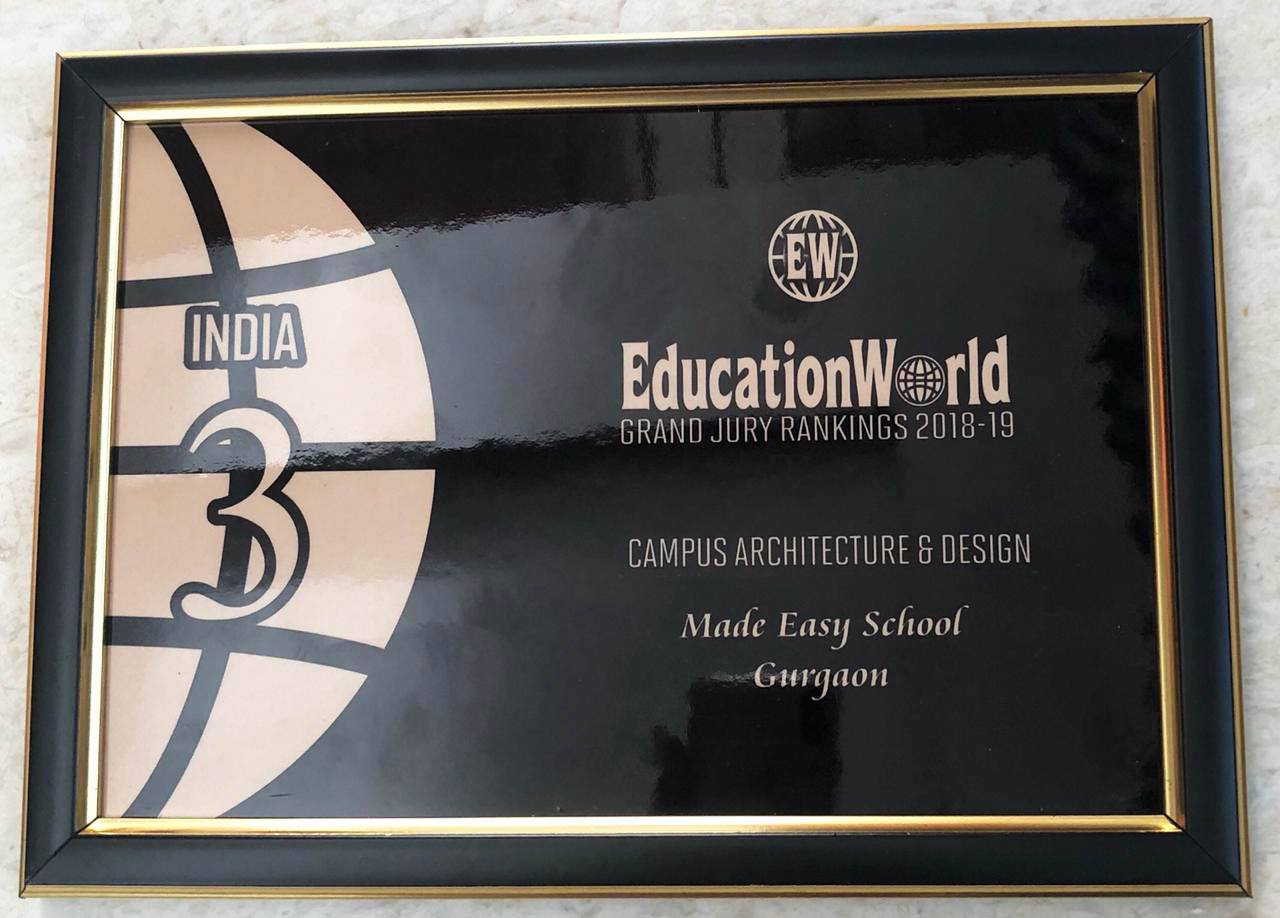 INDIA
3
EW
EducationWorld
GRAND JURY RANKINGS 2018-19
CAMPUS ARCHITECTURE & DESIGN
Made Easy School
Gurgaon